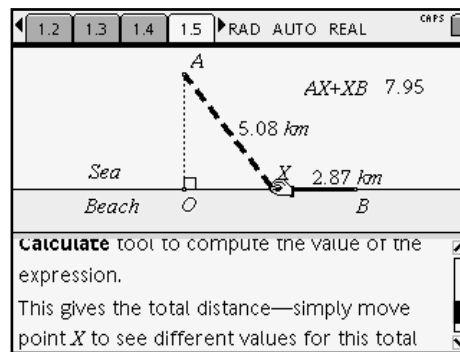 1.2 1.3 1.4 1.5 RAD AUTO REAL CAPS
A
AX+XB 7.95
5.08 km
X
2.87 km
Sea
Beach O B
Calculate tool to compute the value of the
expression.
This gives the total distance—simply move
point X to see different values for this total